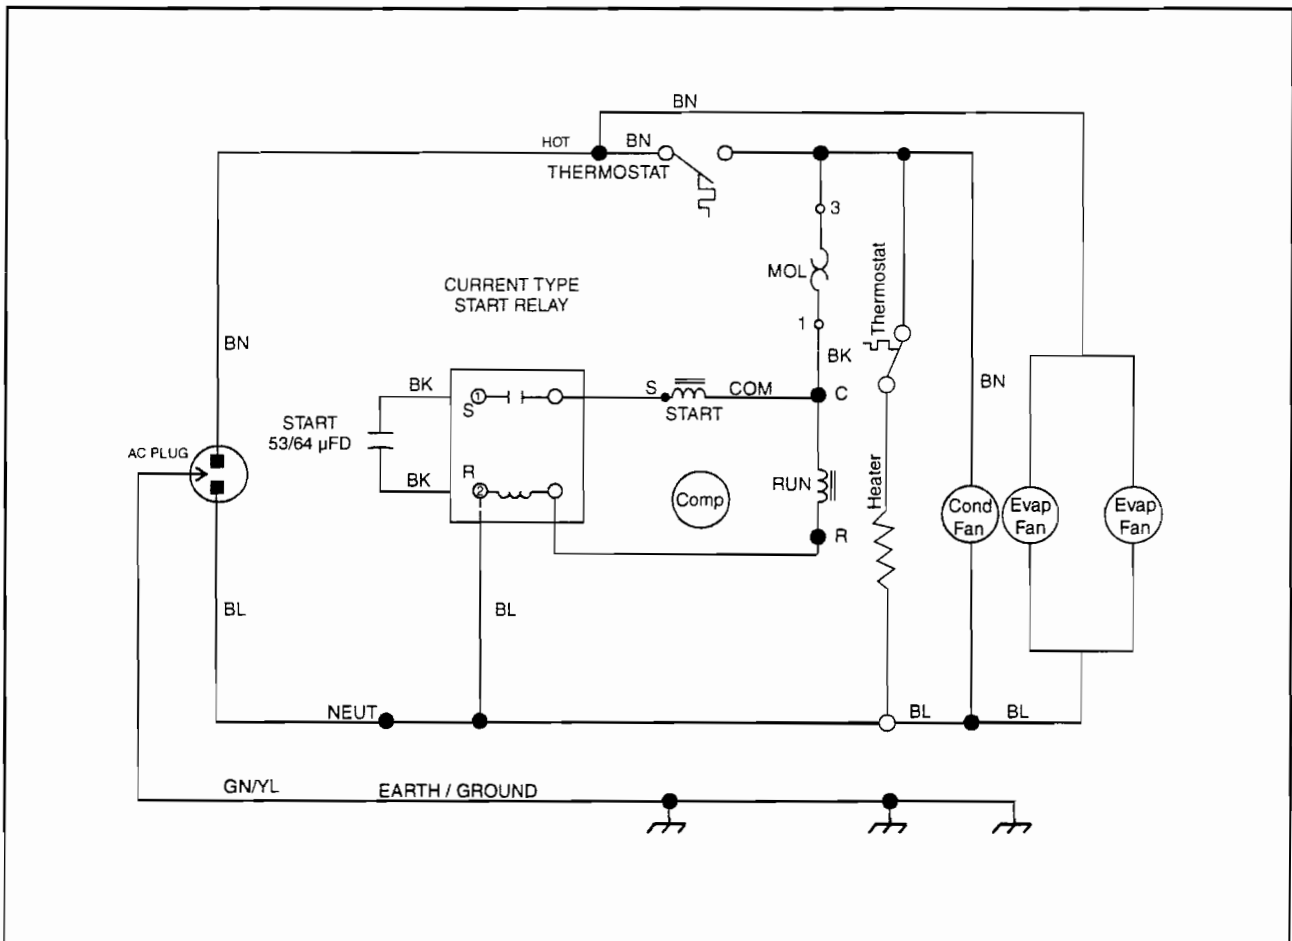 BN
HOT
BN
THERMOSTAT
3
MOL
Thermostat
CURRENT TYPE
START RELAY
1
BN
BK
BK
1
S
S
COM
C
BN
START
START
53/64 µFD
AC PLUG
R
BK
2
Comp
RUN
Heater
Cond
Fan
Evap
Fan
Evap
Fan
R
BL
BL
NEUT
BL
BL
GN/YL
EARTH / GROUND